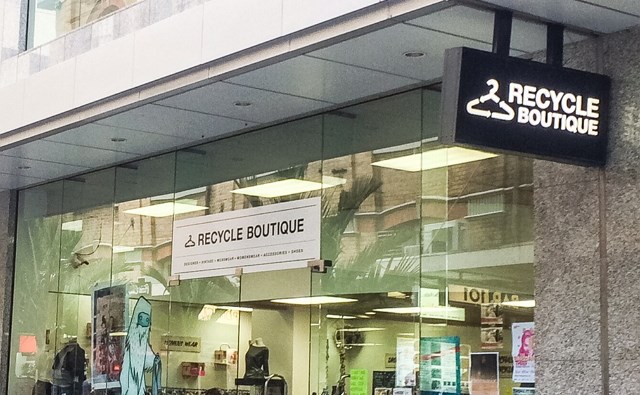 RECYCLE
BOUTIQUE
RECYCLE BOUTIQUE
DESIGNER • VINTAGE • MENSWEAR • WOMENSWEAR • ACCESSORIES • SHOES